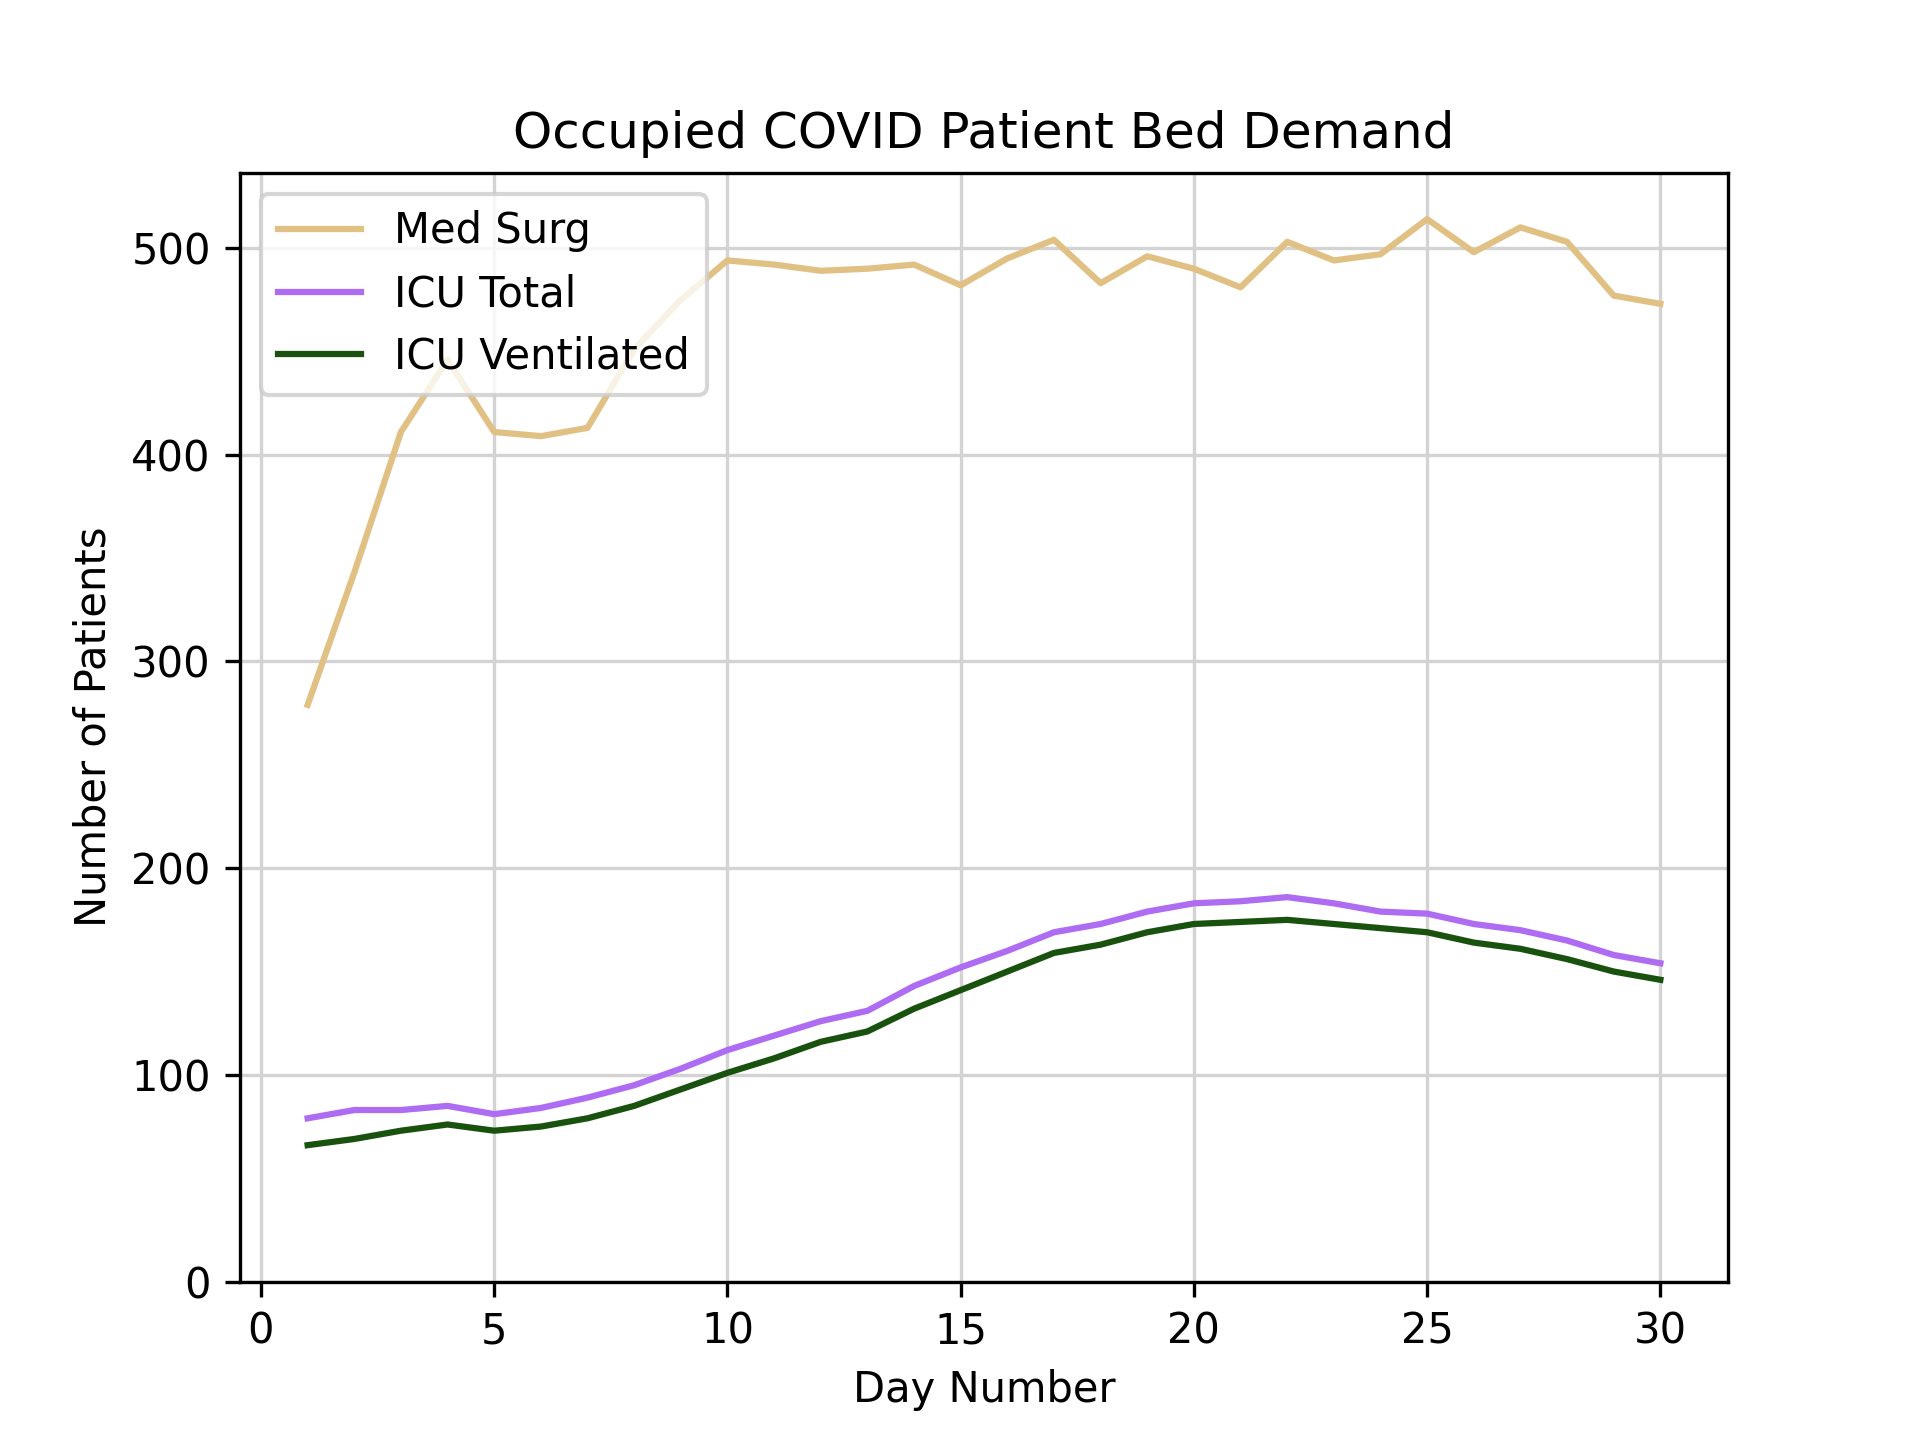 Occupied COVID Patient Bed Demand
Med Surg
ICU Total
ICU Ventilated
500
400
300
200
100
0
Number of Patients
0 5 10 15 20 25 30
Day Number